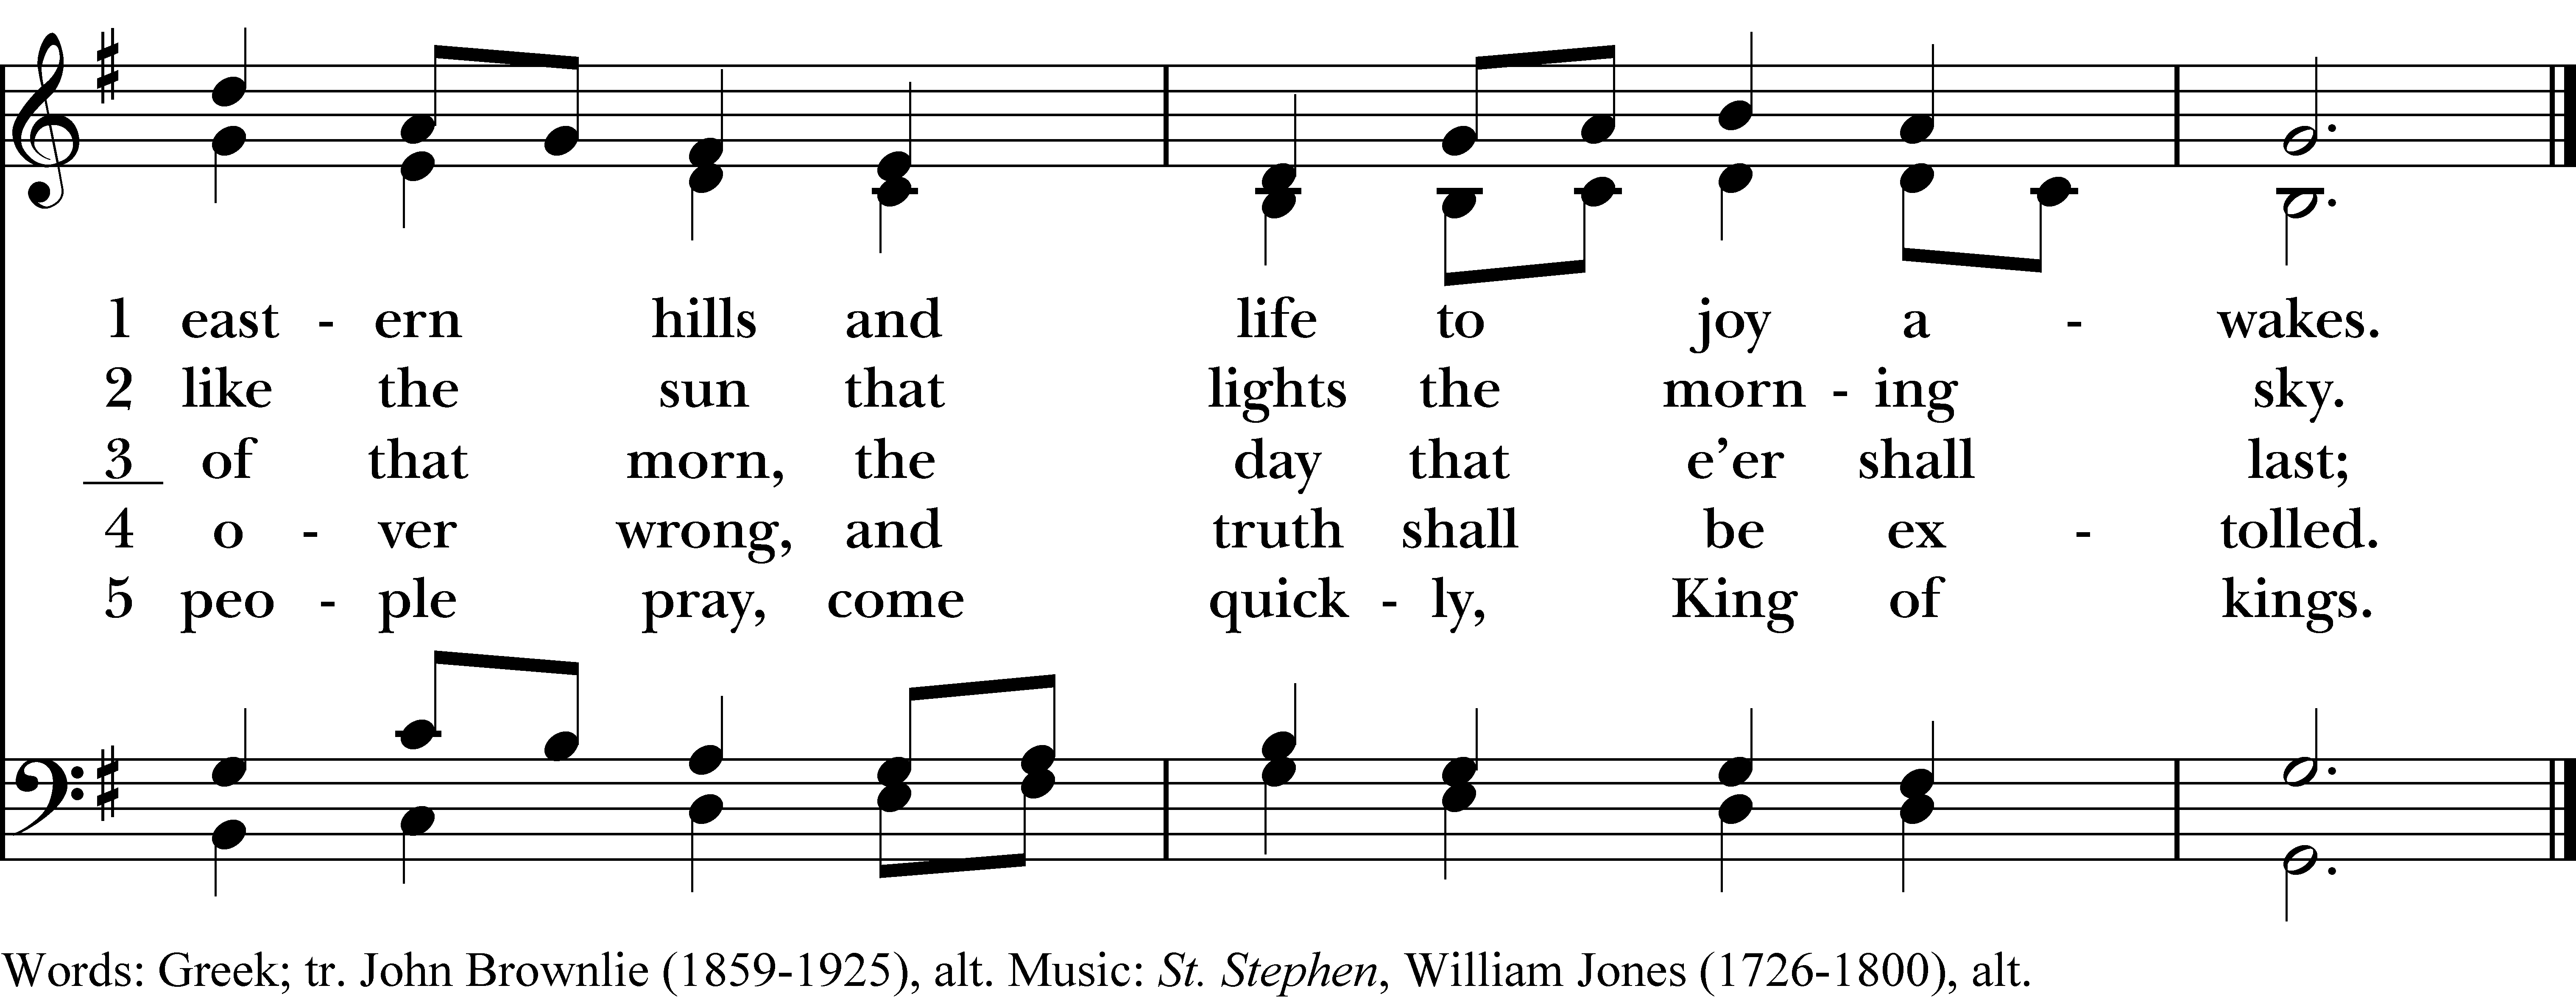 1 east - ern hills and life to joy a - wakes.
2 like the sun that lights the morn - ing sky.
3 of that morn, the day that e’er shall last;
4 o - ver wrong, and truth shall be ex - tolled.
5 peo - ple pray, come quick - ly, King of kings.
Words: Greek; tr. John Brownlie (1859-1925), alt. Music: St. Stephen, William Jones (1726-1800), alt.